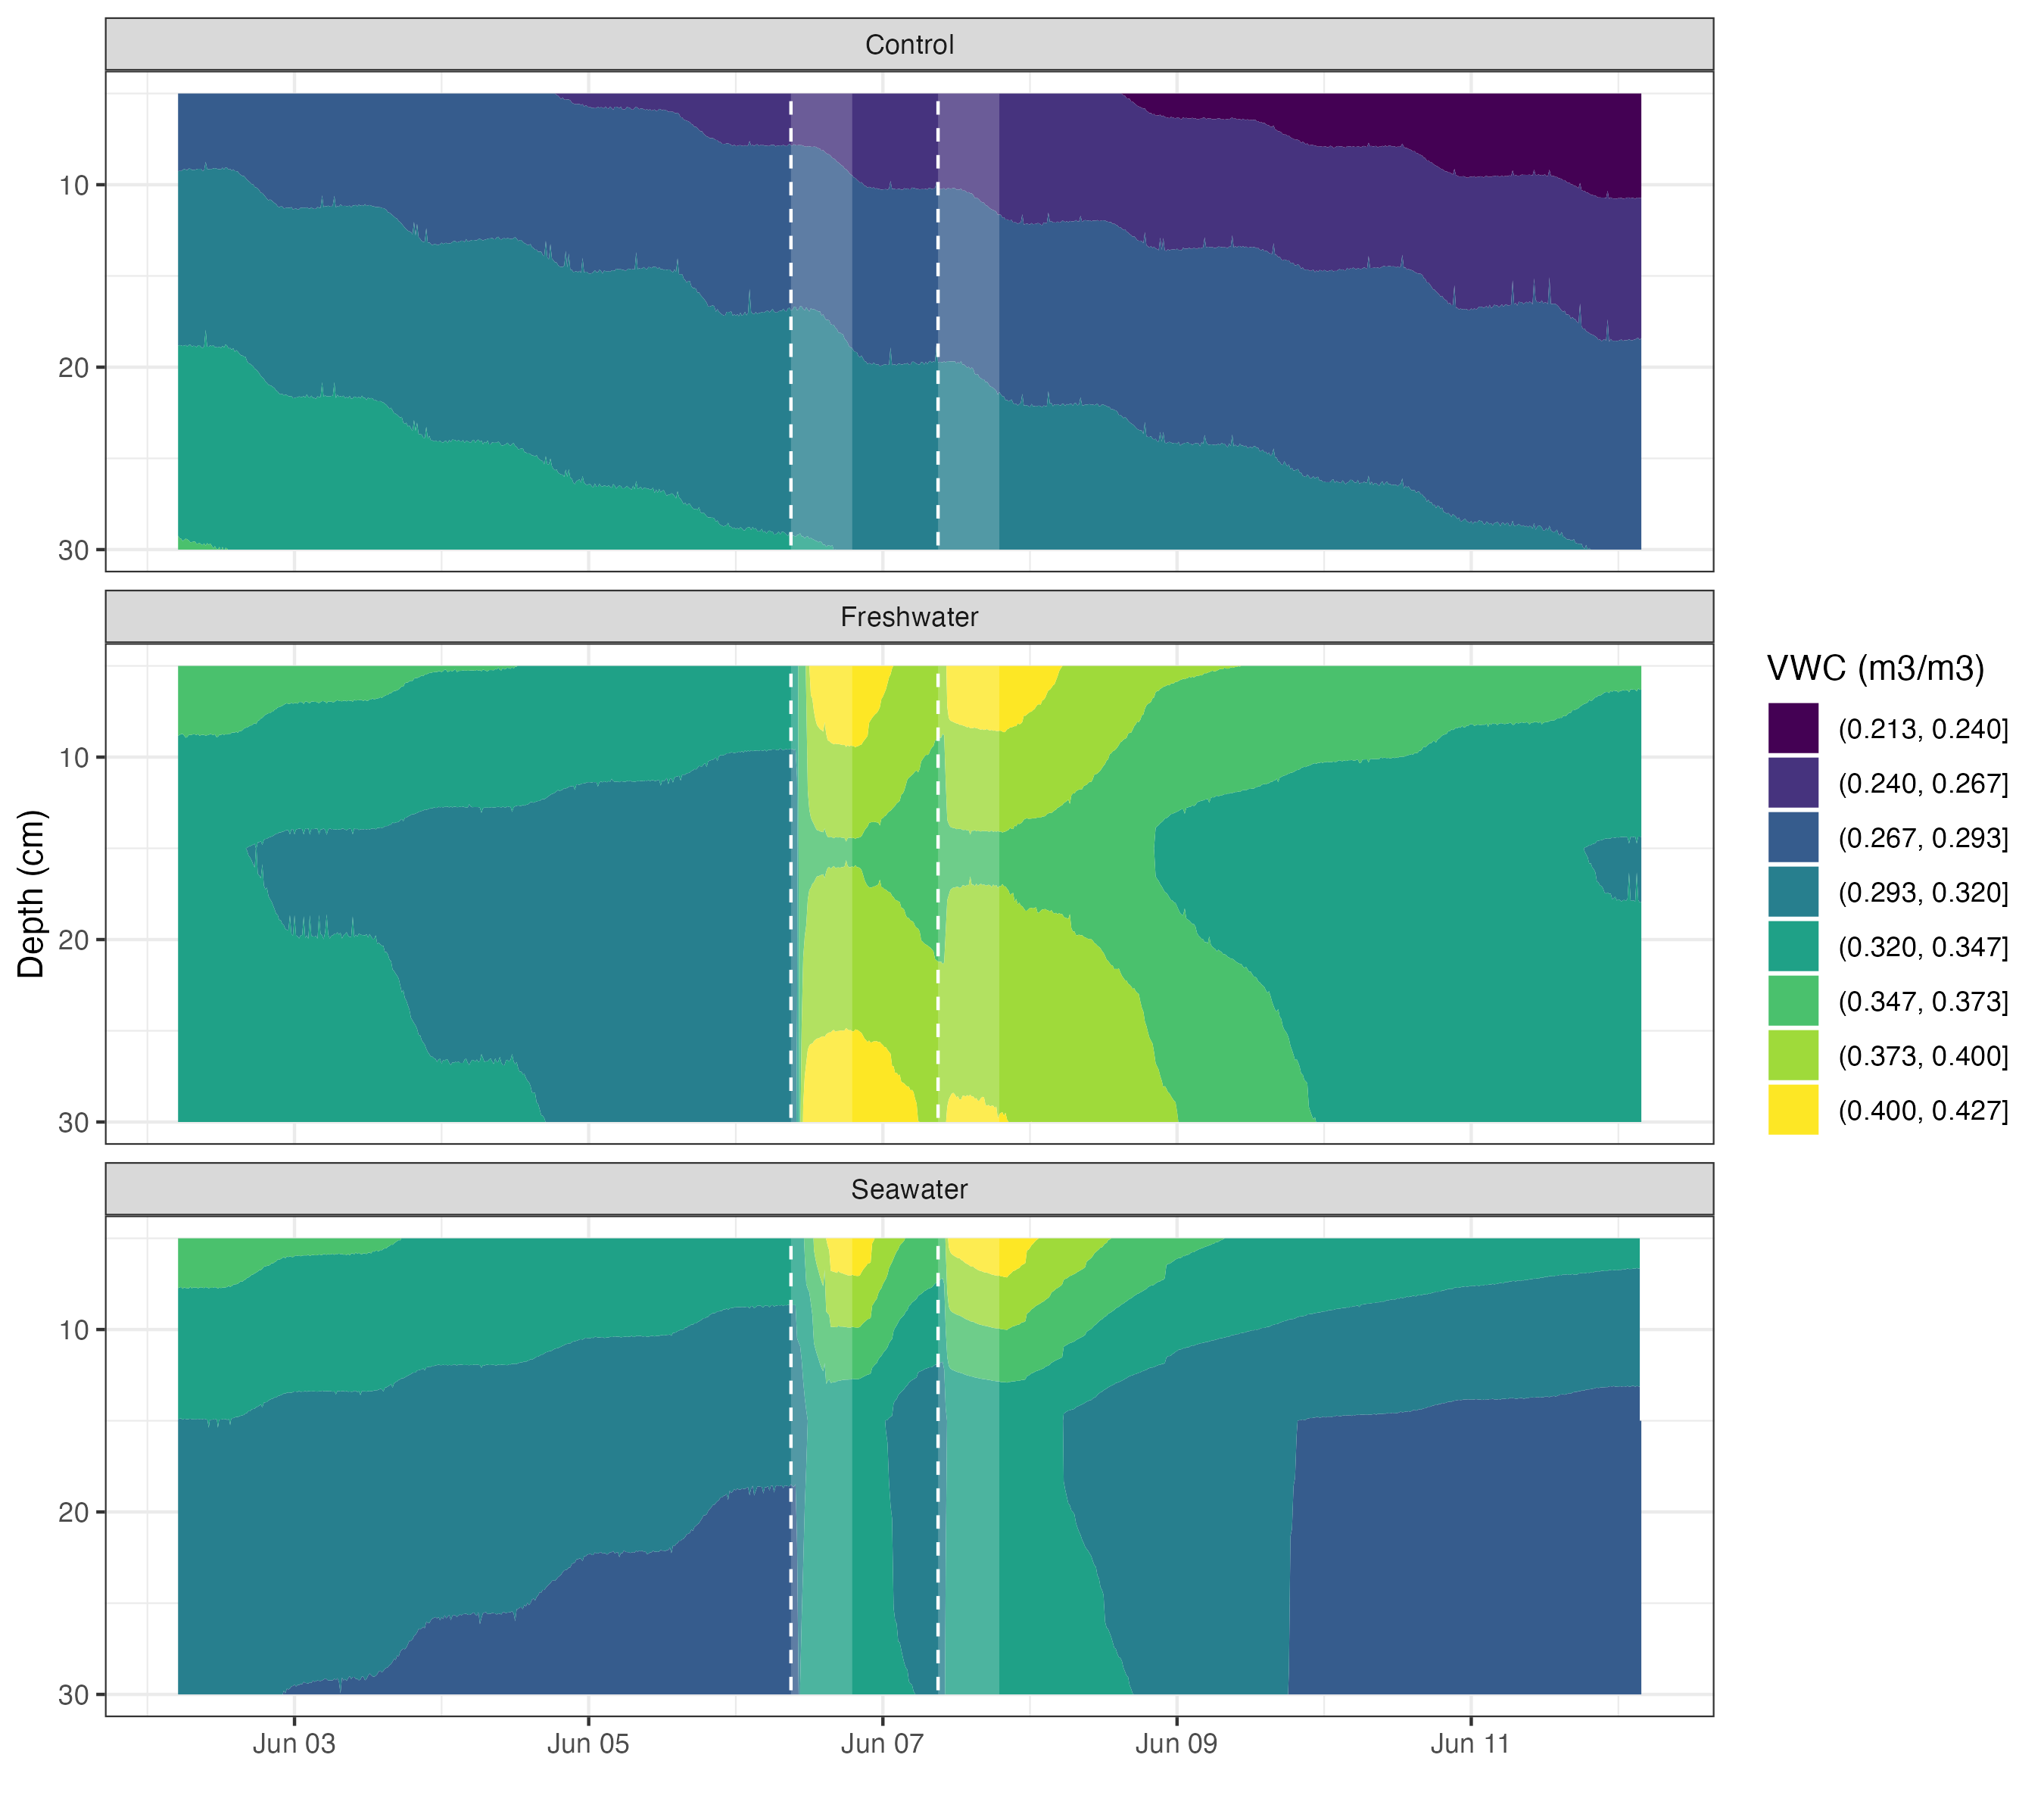 Control
10
20
30
Freshwater
10
20
30
Seawater
10
20
30
Depth (cm)
Jun 03
Jun 05
Jun 07
Jun 09
Jun 11
VWC (m3/m3)
(0.213, 0.240]
(0.240, 0.267]
(0.267, 0.293]
(0.293, 0.320]
(0.320, 0.347]
(0.347, 0.373]
(0.373, 0.400]
(0.400, 0.427]